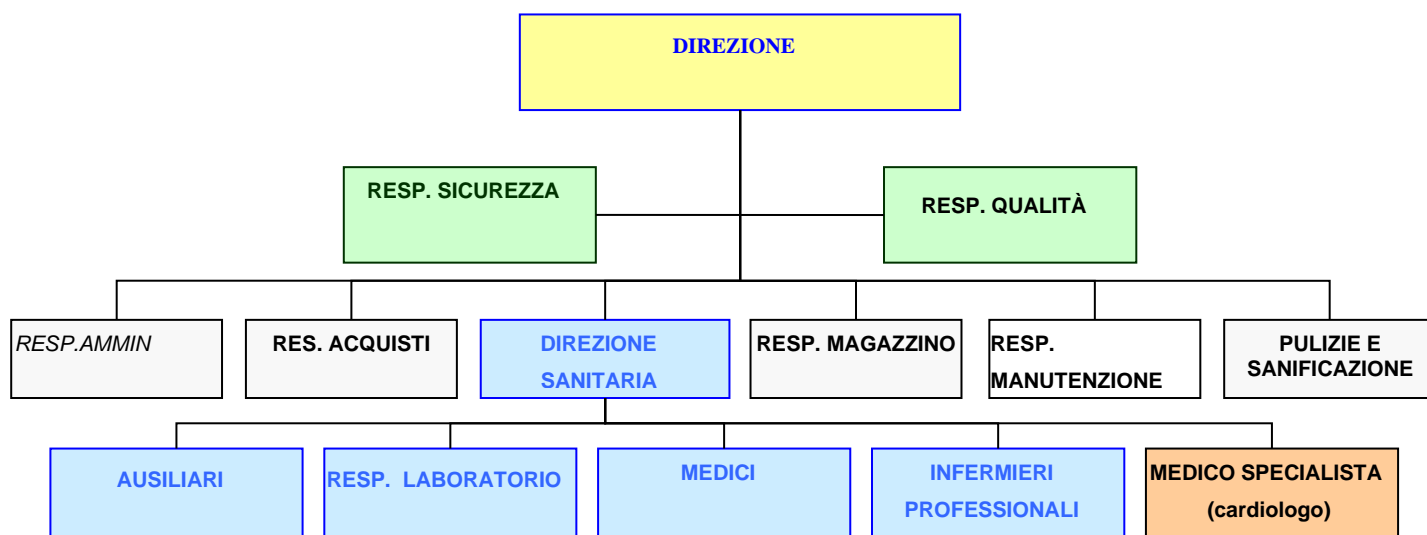 DIREZIONE
RESP. SICUREZZA
RESP. QUALITÀ
RESP.AMMIN
RES. ACQUISTI
DIREZIONE
SANITARIA
RESP. MAGAZZINO
RESP.
MANUTENZIONE
PULIZIE E
SANIFICAZIONE
AUSILIARI
RESP. LABORATORIO
MEDICI
INFERMIERI
PROFESSIONALI
MEDICO SPECIALISTA
(cardiologo)